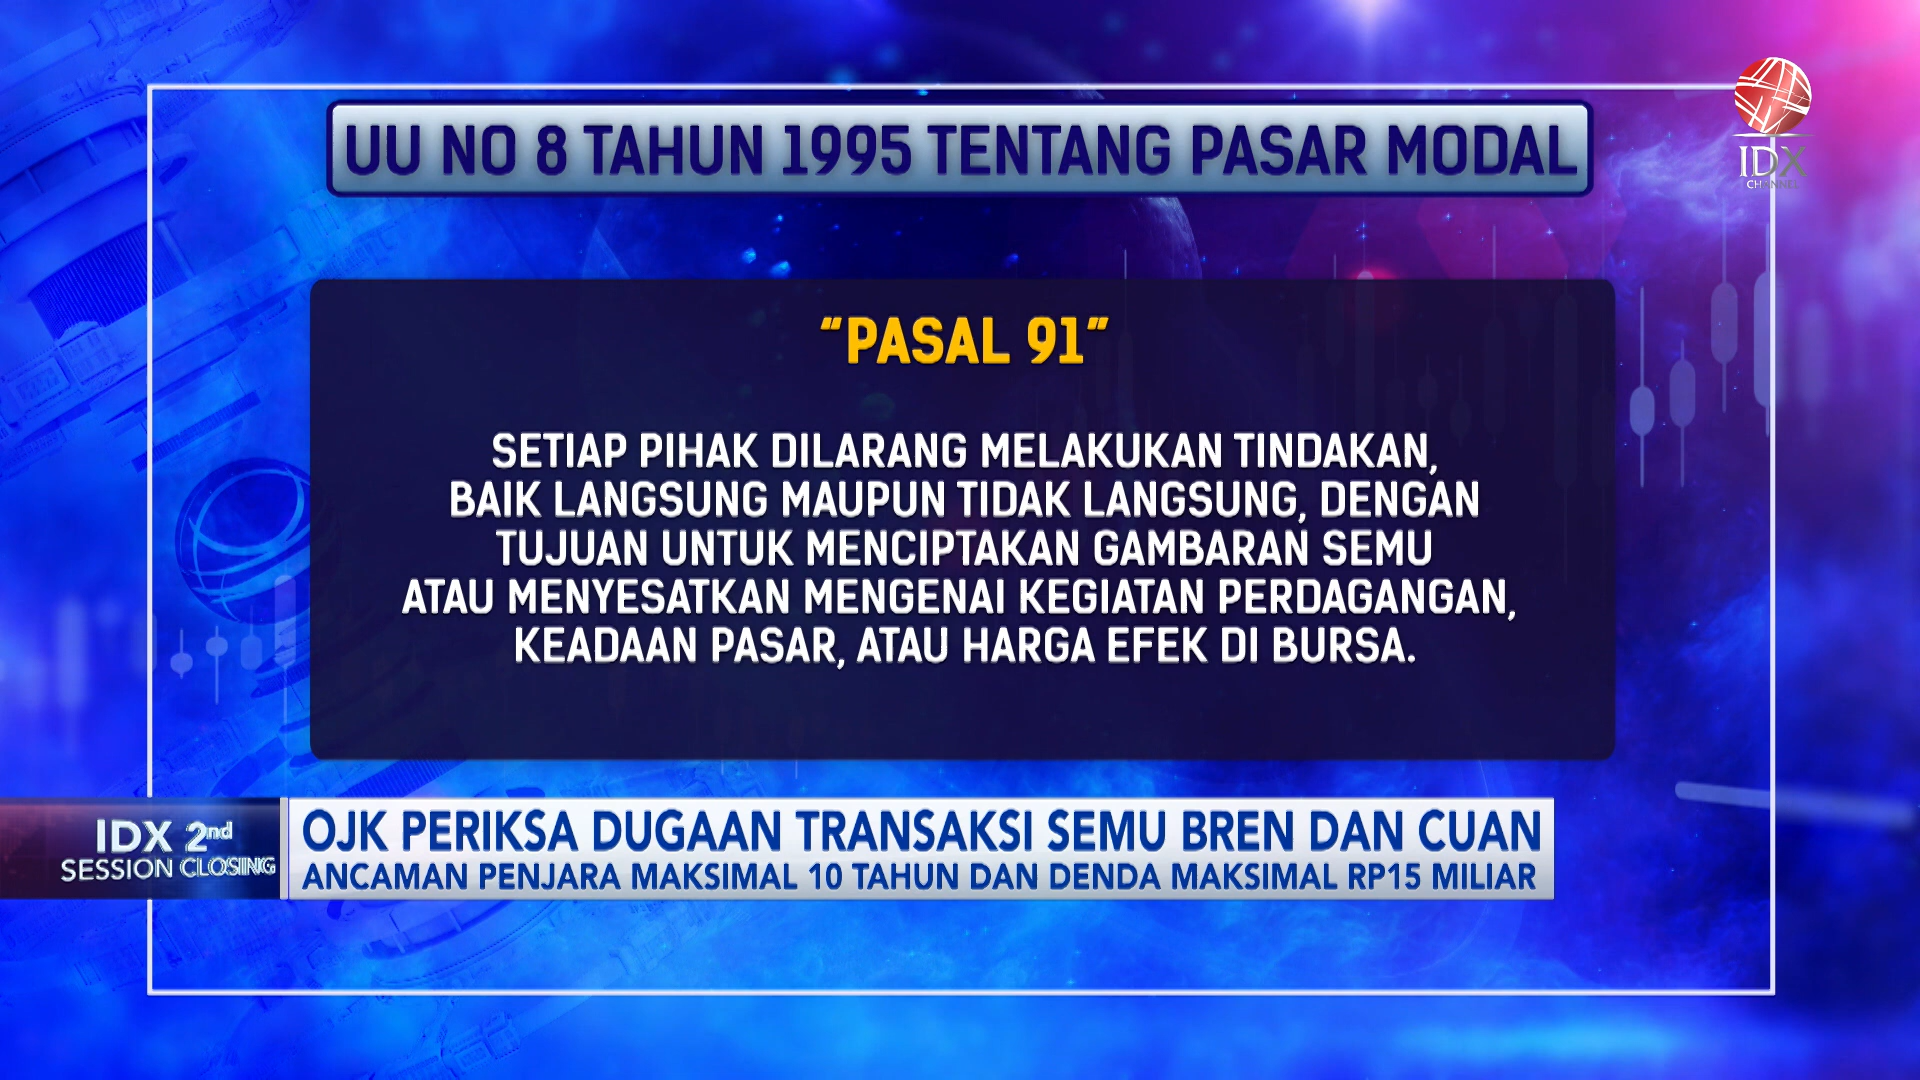 UU NO 8 TAHUN 1995 TENTANG PASAR MODAL
IDX
CHANNEL
“PASAL 91”
SETIAP PIHAK DILARANG MELAKUKAN TINDAKAN,
BAIK LANGSUNG MAUPUN TIDAK LANGSUNG, DENGAN
TUJUAN UNTUK MENCIPTAKAN GAMBARAN SEMU
ATAU MENYESATKAN MENGENAI KEGIATAN PERDAGANGAN,
KEADAAN PASAR, ATAU HARGA EFEK DI BURSA.
IDX 2nd
SESSION CLOSING
OJK PERIKSA DUGAAN TRANSAKSI SEMU BREN DAN CUAN
ANCAMAN PENJARA MAKSIMAL 10 TAHUN DAN DENDA MAKSIMAL RP15 MILIAR